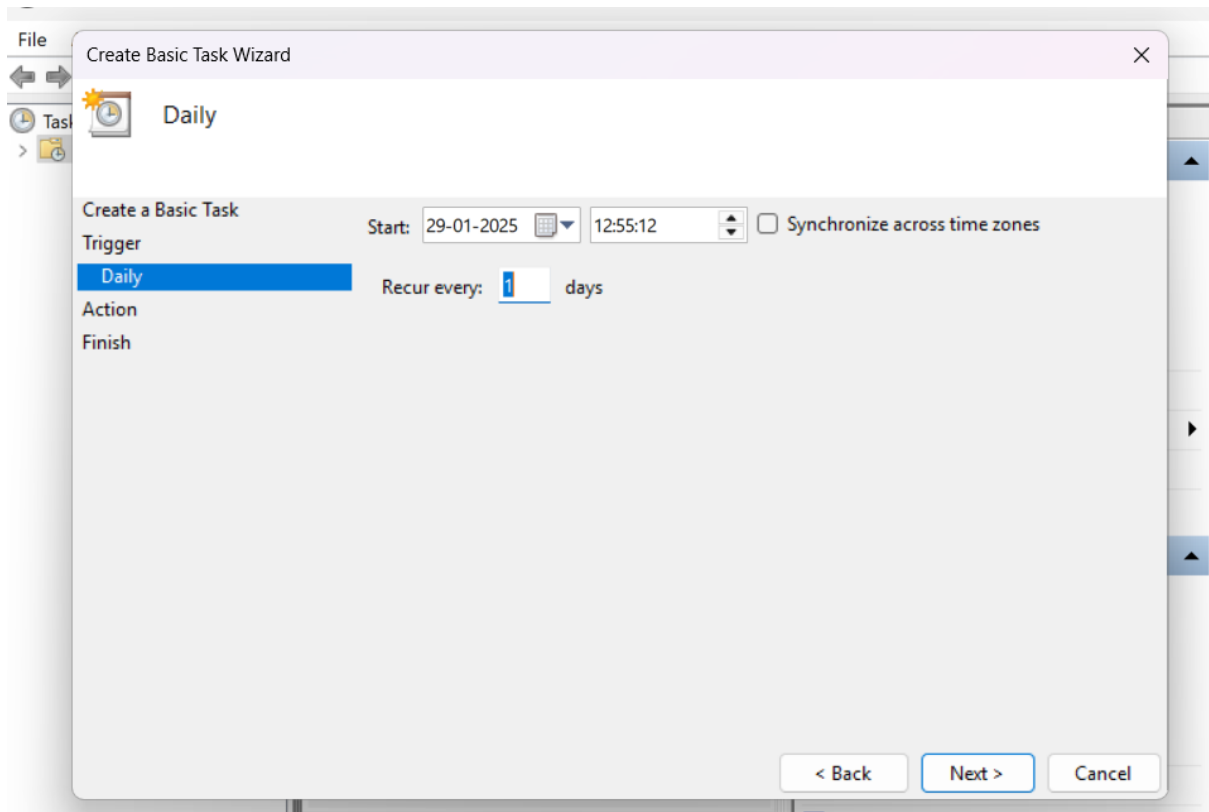 File
Create Basic Task Wizard
Daily
Task
Create a Basic Task
Trigger
Daily
Action
Finish
Start: 29-01-2025 12:55:12 Synchronize across time zones
Recur every: 1 days
< Back Next > Cancel